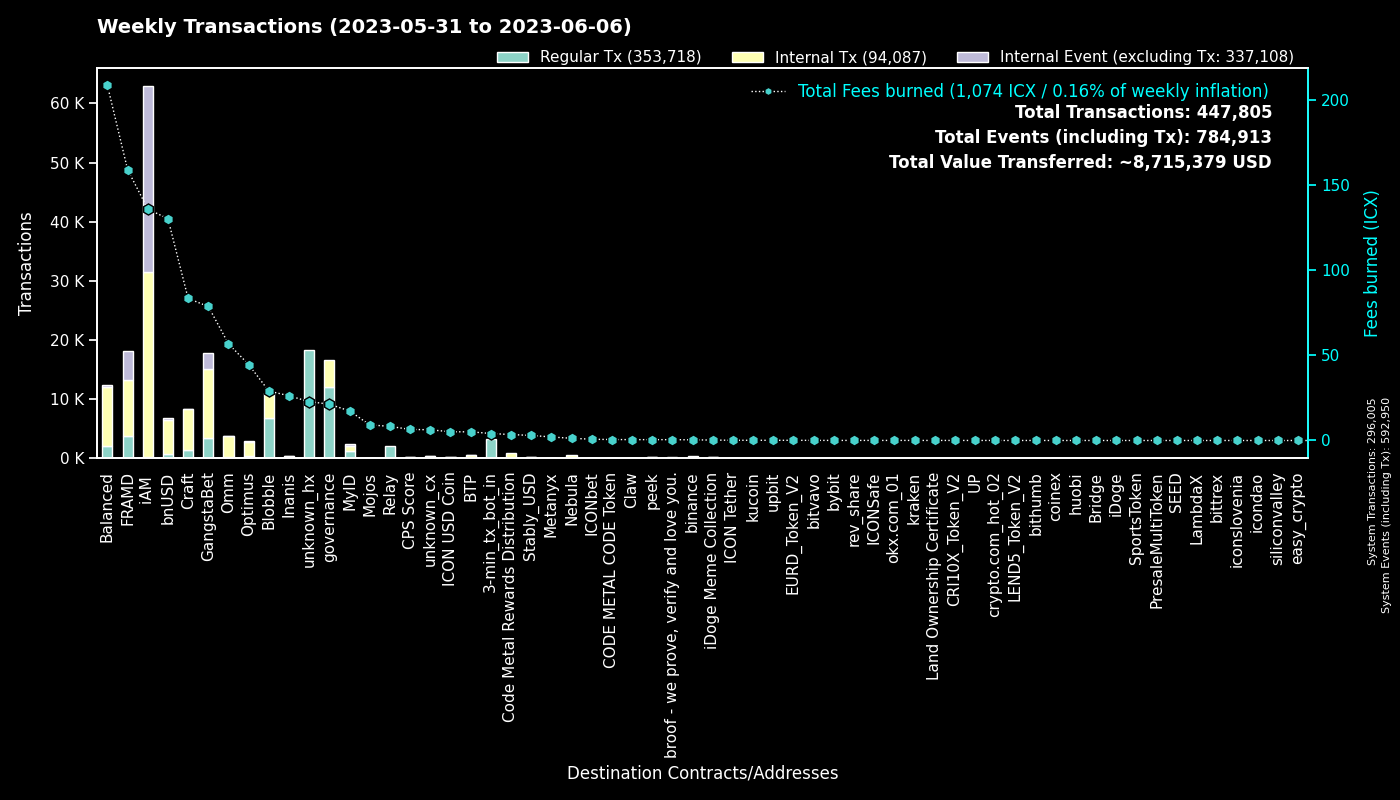 Weekly Transactions (2023-05-31 to 2023-06-06)
Regular Tx (353,718)
Internal Tx (94,087)
Internal Event (excluding Tx: 337,108)
Total Fees burned (1,074 ICX / 0.16% of weekly inflation)
Total Transactions: 447,805
Total Events (including Tx): 784,913
Total Value Transferred: ~8,715,379 USD
Transactions
60 K
50 K
40 K
30 K
20 K
10 K
0 K
200
150
100
50
0
Fees burned (ICX)
System Transactions: 296,005
System Events (including Tx): 592,950
Balanced
FRAMD
iAM
bnUSD
Craft
GangstaBet
Omm
Optimus
Blobble
Inanis
unknown_hx
governance
MyID
Mojos
Relay
CPS Score
unknown_cx
ICON USD Coin
BTP
3-min_tx_bot_in
Code Metal Rewards Distribution
Stably_USD
Metanyx
Nebula
ICONbet
CODE METAL CODE Token
Claw
peek
broof - we prove, verify and love you.
binance
iDoge Meme Collection
ICON Tether
kucoin
upbit
EURD_Token_V2
bitvavo
bybit
rev_share
ICONSafe
okx.com_01
kraken
Land Ownership Certificate
CRI10X_Token_V2
UP
crypto.com_hot_02
LEND5_Token_V2
bithumb
coinex
huobi
Bridge
iDoge
SportsToken
PresaleMultiToken
SEED
LambdaX
bittrex
iconslovenia
icondao
siliconvalley
easy_crypto
Destination Contracts/Addresses